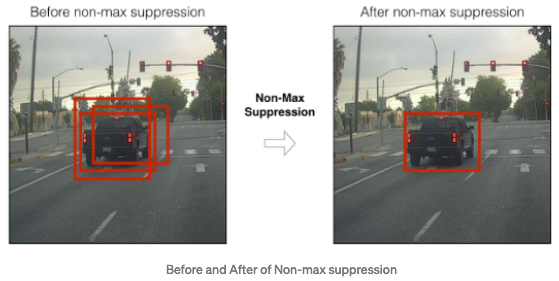 Before non-max suppression
After non-max suppression
Non-Max
Suppression
Before and After of Non-max suppression